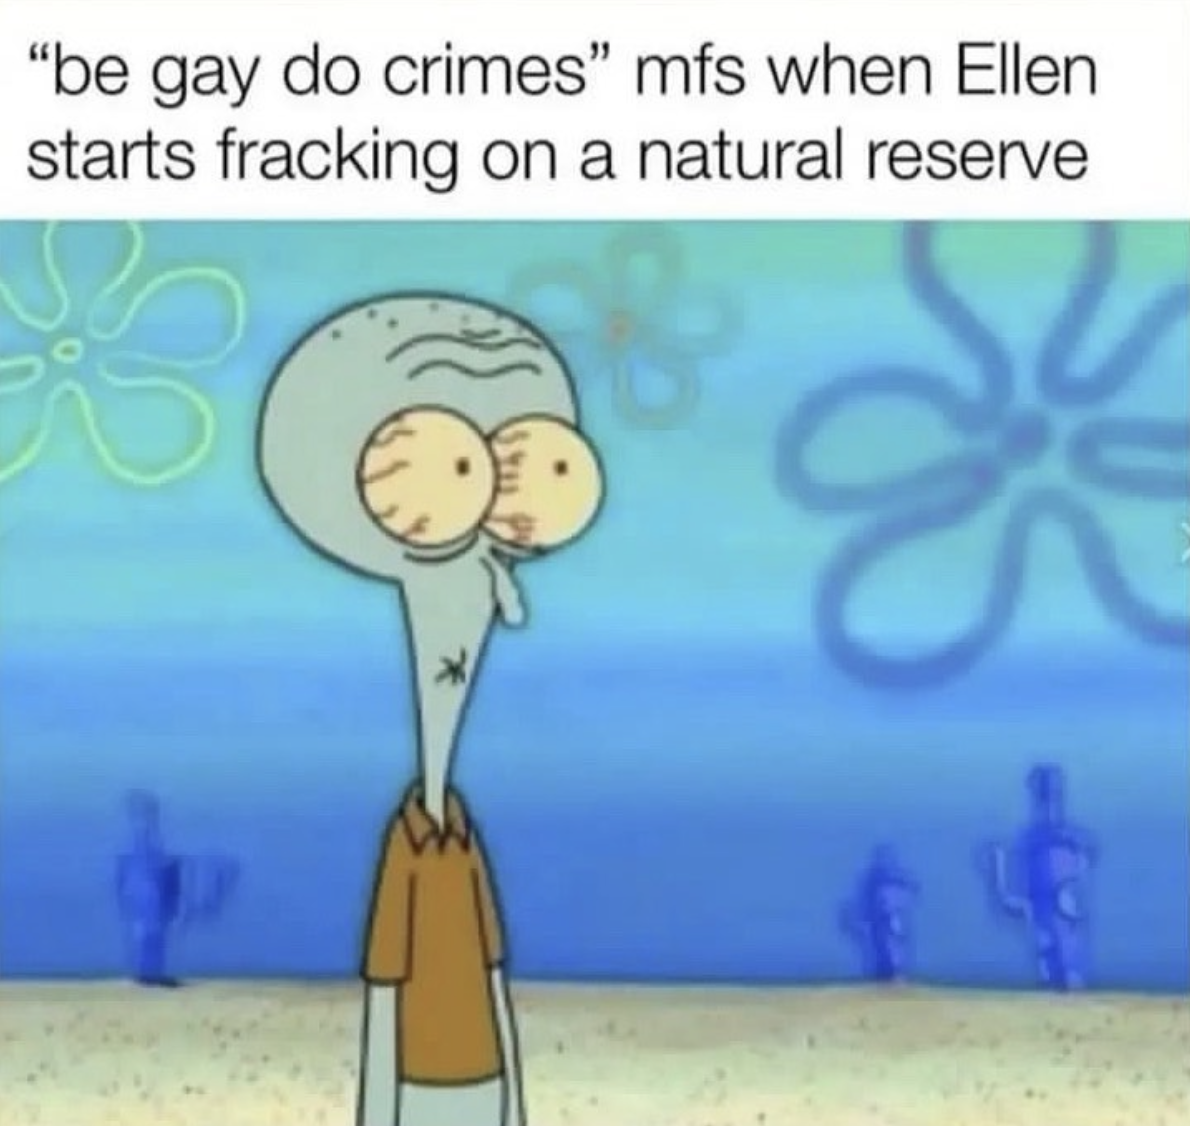 “be gay do crimes” mfs when Ellen
starts fracking on a natural reserve